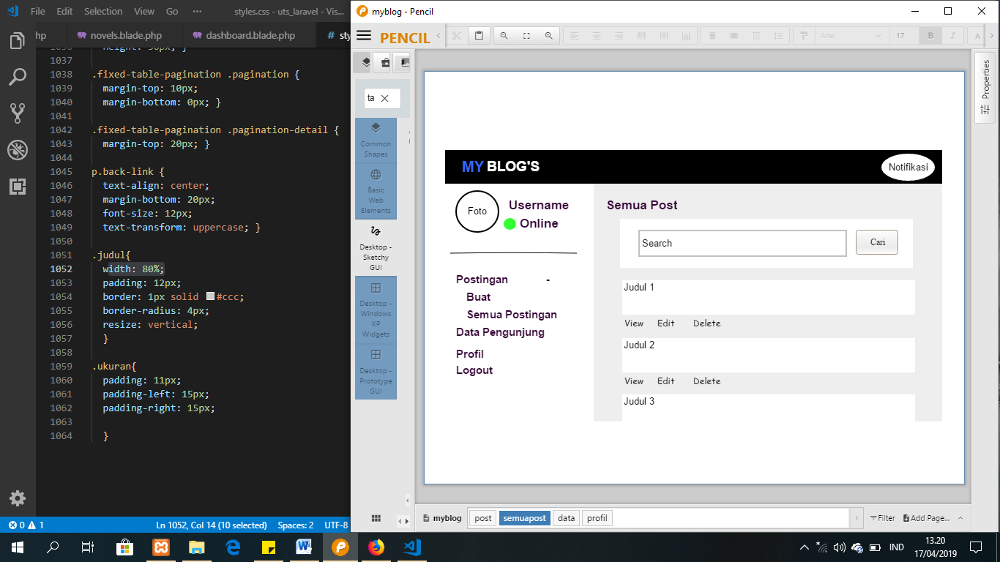 File Edit Selection View Go ··· styles.css - uts_laravel - Vis...
hp novels.blade.php dashboard.blade.php # sty
1037
1038 .fixed-table-pagination .pagination {
1039 margin-top: 10px;
1040 margin-bottom: 0px; }
1041
1042 .fixed-table-pagination .pagination-detail {
1043 margin-top: 20px; }
1044
1045 p.back-link {
1046 text-align: center;
1047 margin-bottom: 20px;
1048 font-size: 12px;
1049 text-transform: uppercase; }
1050
1051 .judul{
1052 width: 80%;
1053 padding: 12px;
1054 border: 1px solid #ccc;
1055 border-radius: 4px;
1056 resize: vertical;
1057 }
1058
1059 .ukuran{
1060 padding: 11px;
1061 padding-left: 15px;
1062 padding-right: 15px;
1063
1064 }
0 1 Ln 1052, Col 14 (10 selected) Spaces: 2 UTF-8
myblog - Pencil
PENCIL
Arial 17 B I A
ta
Common
Shapes
Basic
Web
Elements
Desktop -
Sketchy
GUI
Desktop -
Windows
XP
Widgets
Desktop -
Prototype
GUI
Properties
MY BLOG'S
Notifikasi
Foto
Username
Online
Postingan -
Buat
Semua Postingan
Data Pengunjung
Profil
Logout
Semua Post
Search
Cari
Judul 1
View Edit Delete
Judul 2
View Edit Delete
Judul 3
myblog post semuapost data profil Filter Add Page...
IND
13.20
17/04/2019